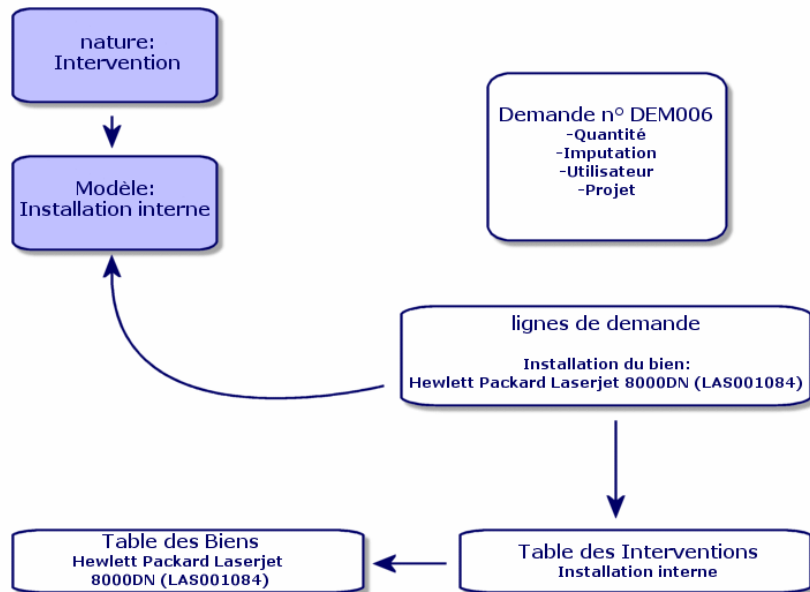 nature:
Intervention
Demande n° DEM006
-Quantité
-Imputation
-Utilisateur
-Projet
Modèle:
Installation interne
lignes de demande
Installation du bien:
Hewlett Packard Laserjet 8000DN (LAS001084)
Table des Biens
Hewlett Packard Laserjet
8000DN (LAS001084)
Table des Interventions
Installation interne